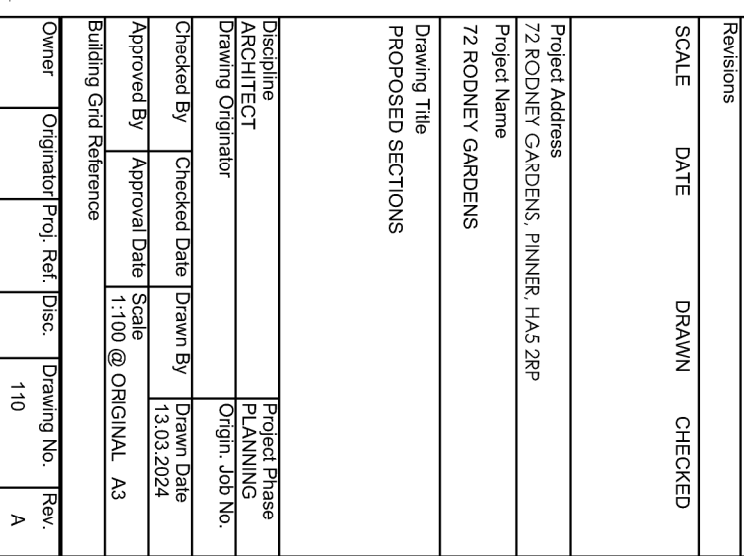 Revisions
SCALE DATE DRAWN CHECKED
Project Address
72 RODNEY GARDENS, PINNER, HA5 2RP
Project Name
72 RODNEY GARDENS
Drawing Title
PROPOSED SECTIONS
Discipline Project Phase
ARCHITECT PLANNING
Drawing Originator Origin. Job No.
Checked By Checked Date Drawn By Drawn Date
13.03.2024
Approved By Approval Date Scale
1:100 @ ORIGINAL A3
Building Grid Reference
Owner Originator Proj. Ref. Disc. Drawing No. Rev.
110 A